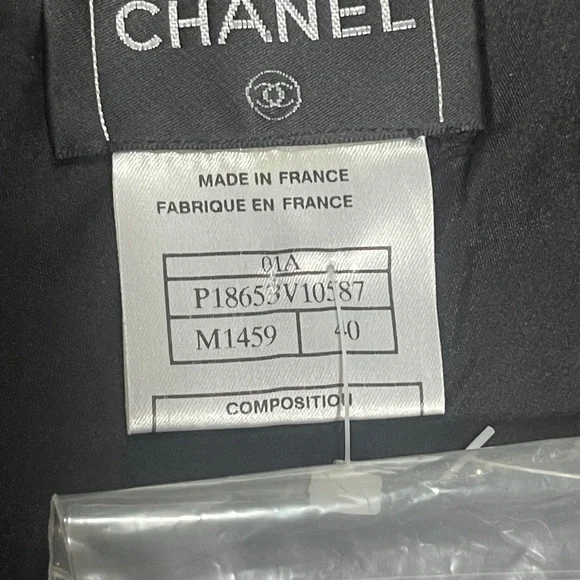 CHANEL
MADE IN FRANCE
FABRIQUE EN FRANCE
01A
P18653V10587
M1459 40
COMPOSITION